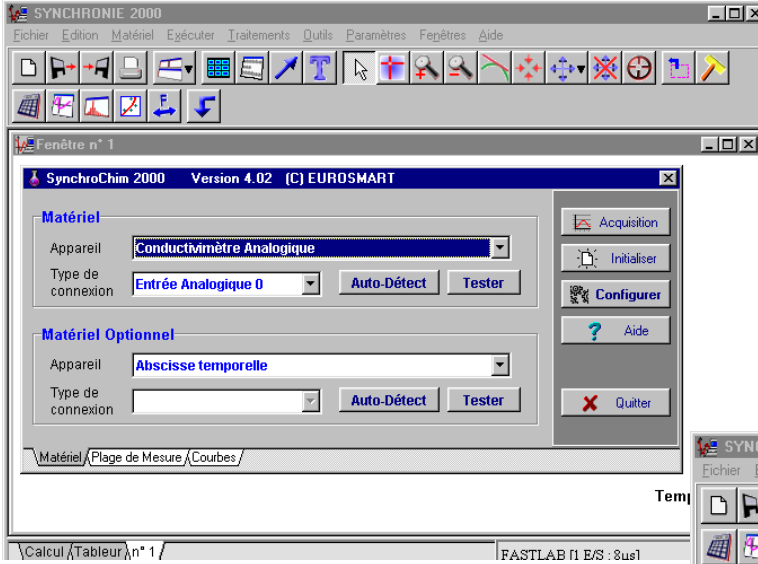 SYNCHRONIE 2000
Fichier Edition Matériel Exécuter Traitements Outils Paramètres Fenêtres Aide
Fenêtre n° 1
SynchroChim 2000 Version 4.02 (C) EUROSMART
Matériel
Appareil Conductivimètre Analogique
Type de connexion Entrée Analogique 0 Auto-Détect Tester
Matériel Optionnel
Appareil Abscisse temporelle
Type de connexion Auto-Détect Tester
Matériel Plage de Mesure Courbes
Acquisition
Initialiser
Configurer
Aide
Quitter
Calcul Tableur n° 1
FASTLAB [1 E/S : 8us]
Fichier